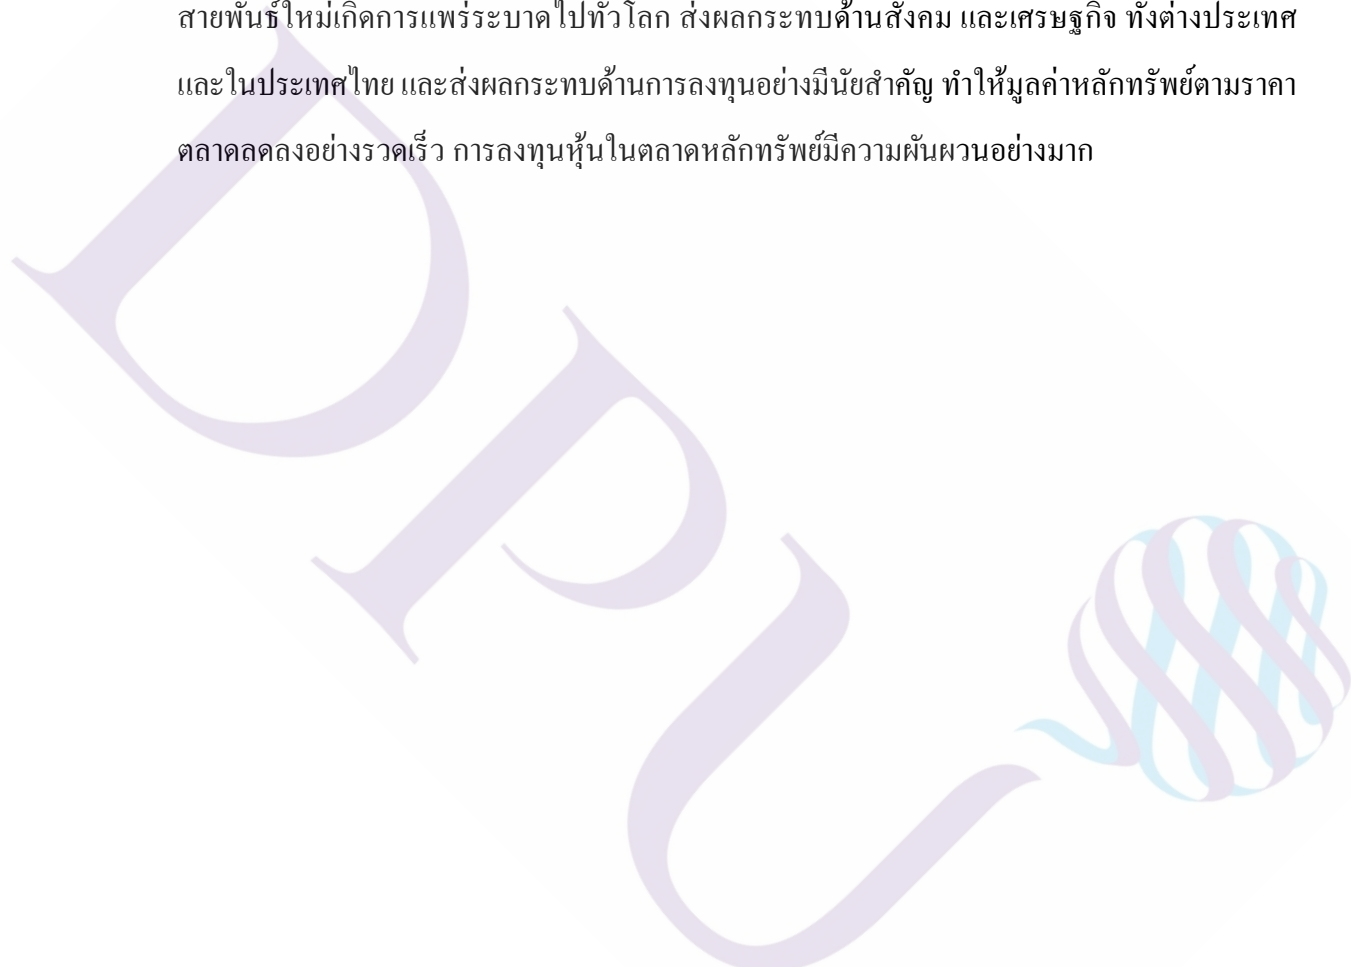 สายพันธุ์ใหม่เกิดการแพร่ระบาดไปทั่วโลก ส่งผลกระทบด้านสังคม และเศรษฐกิจ ทั้งต่างประเทศ
และในประเทศไทย และส่งผลกระทบด้านการลงทุนอย่างมีนัยสำคัญ ทำให้มูลค่าหลักทรัพย์ตามราคา
ตลาดลดลงอย่างรวดเร็ว การลงทุนหุ้นในตลาดหลักทรัพย์มีความผันผวนอย่างมาก
DPU